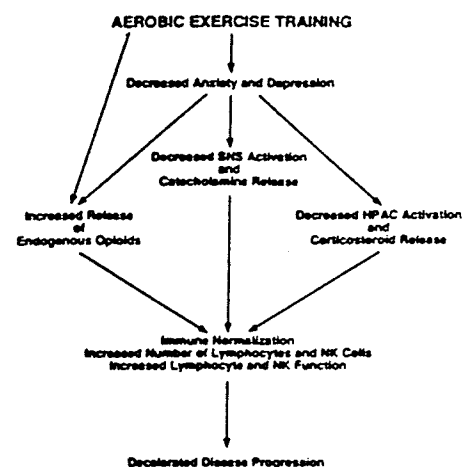 AEROBIC EXERCISE TRAINING
Decreased Anxiety and Depression
Decreased SNS Activation
and
Catecholamine Release
Increased Release
of
Endogenous Opioids
Decreased HPAC Activation
and
Corticosteroid Release
Immune Normalization
Increased Number of Lymphocytes and NK Cells
Increased Lymphocyte and NK Function
Decelerated Disease Progression